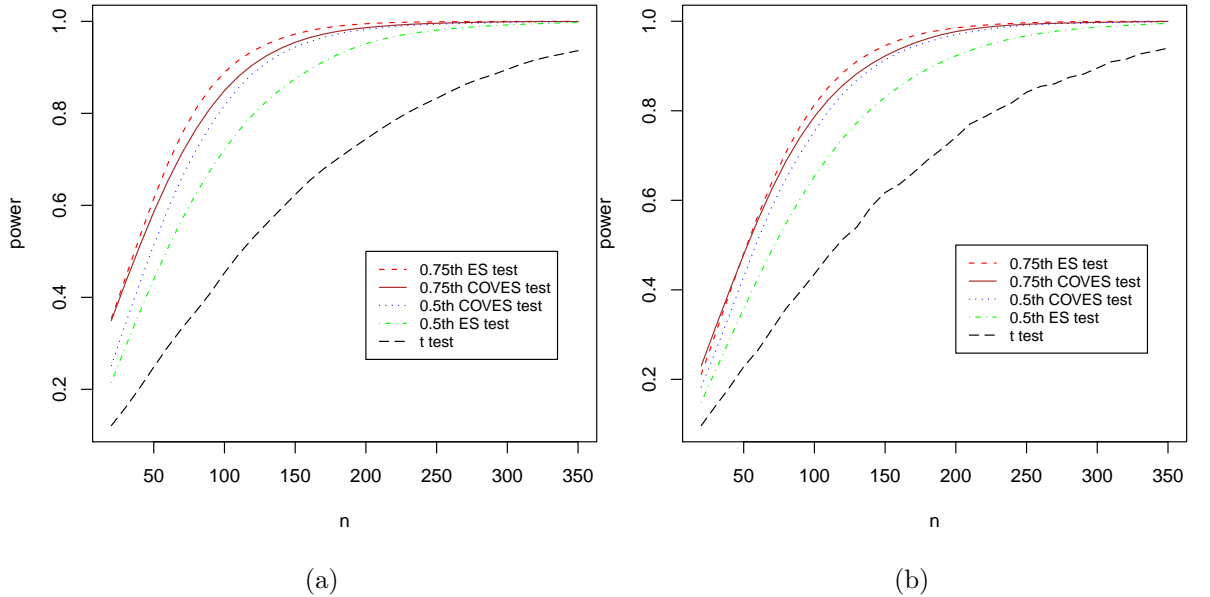 power
1.0
0.8
0.6
0.4
0.2
0.75th ES test
0.75th COVES test
0.5th COVES test
0.5th ES test
t test
50 100 150 200 250 300 350
n
(a)
power
1.0
0.8
0.6
0.4
0.2
0.75th ES test
0.75th COVES test
0.5th COVES test
0.5th ES test
t test
50 100 150 200 250 300 350
n
(b)